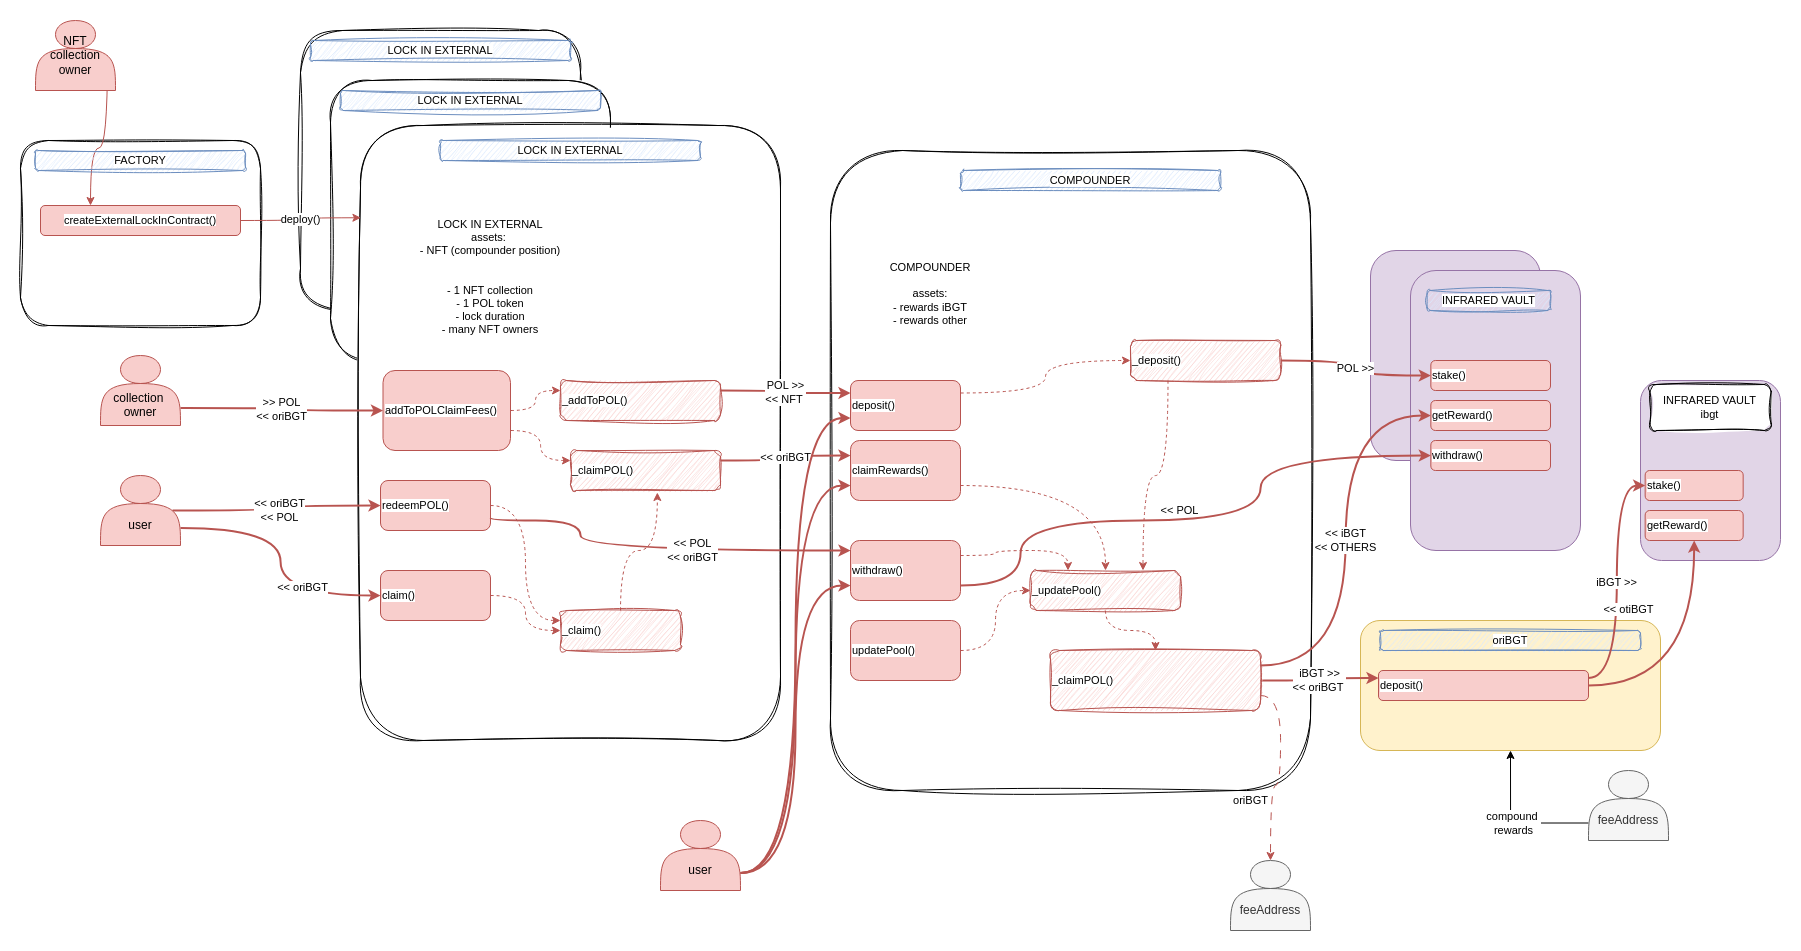 NFT
collection
owner
FACTORY
createExternalLockInContract()
deploy()
LOCK IN EXTERNAL
LOCK IN EXTERNAL
LOCK IN EXTERNAL
LOCK IN EXTERNAL
assets:
- NFT (compounder position)
- 1 NFT collection
- 1 POL token
- lock duration
- many NFT owners
collection
owner
>> POL
<< oriBGT
addToPOLClaimFees()
_addToPOL()
_claimPOL()
user
<< oriBGT
<< POL
redeemPOL()
<< oriBGT
claim()
_claim()
POL >>
<< NFT
<< oriBGT
<< POL
<< oriBGT
COMPOUNDER
COMPOUNDER
assets:
- rewards iBGT
- rewards other
deposit()
claimRewards()
withdraw()
updatePool()
_deposit()
_updatePool()
_claimPOL()
<< POL
POL >>
<< iBGT
<< OTHERS
iBGT >>
<< oriBGT
oriBGT
user
feeAddress
INFRARED VAULT
stake()
getReward()
withdraw()
INFRARED VAULT
ibgt
stake()
getReward()
iBGT >>
<< otiBGT
oriBGT
deposit()
compound
rewards
feeAddress